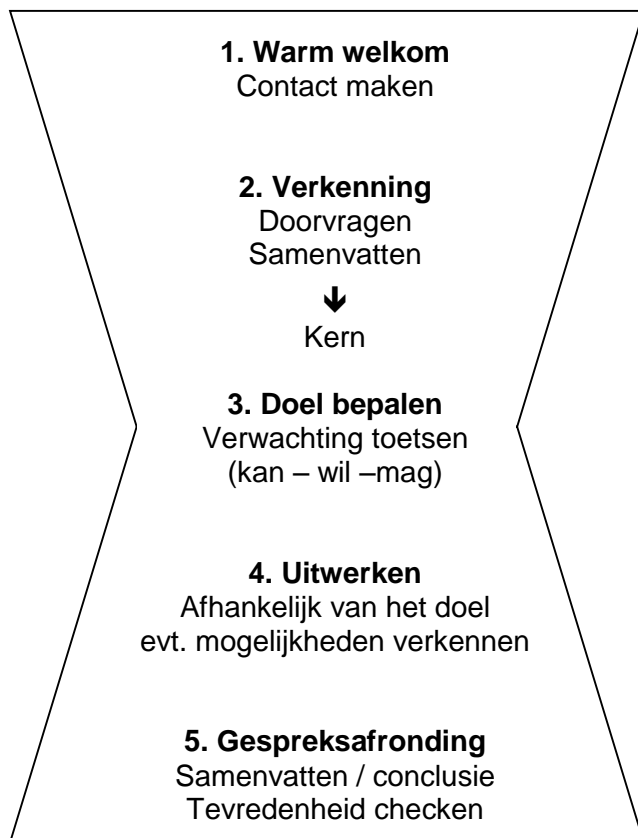 1. Warm welkom
Contact maken
2. Verkenning
Doorvragen
Samenvatten
🡻
Kern
3. Doel bepalen
Verwachting toetsen
(kan – wil –mag)
4. Uitwerken
Afhankelijk van het doel
evt. mogelijkheden verkennen
5. Gespreksafronding
Samenvatten / conclusie
Tevredenheid checken